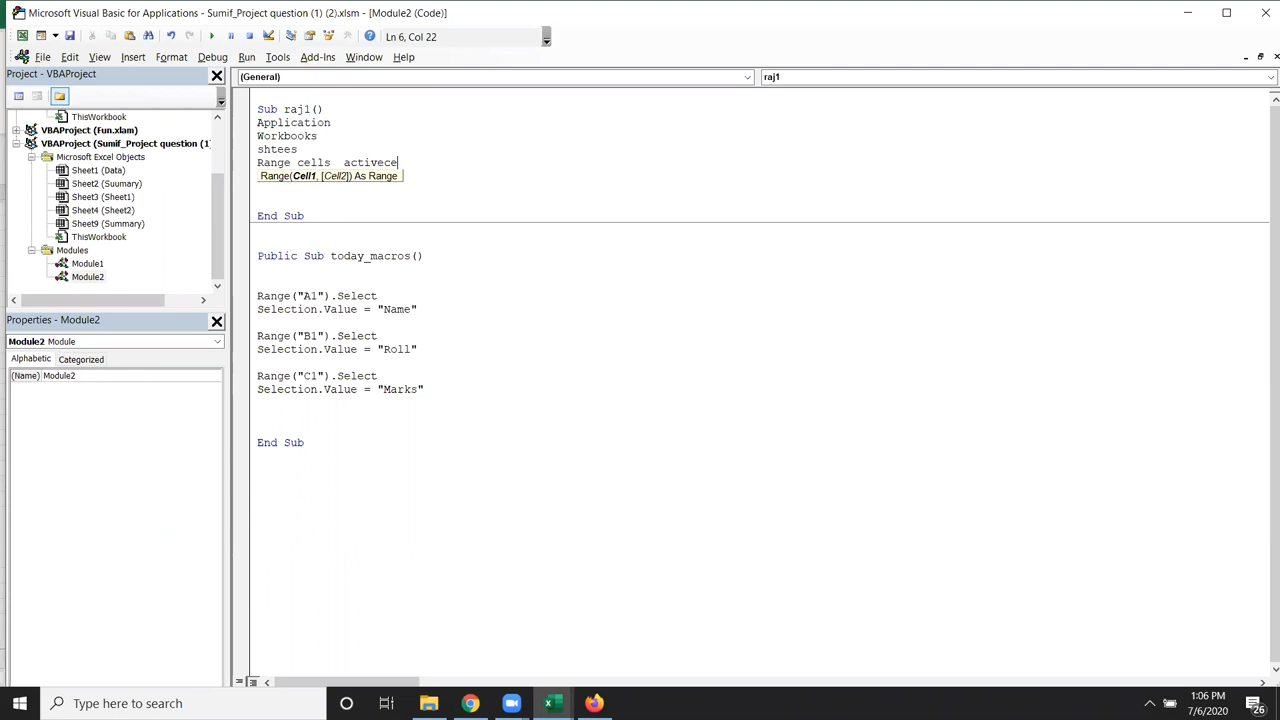 Microsoft Visual Basic for Applications - Sumif_Project question (1) (2).xlsm - [Module2 (Code)]
Ln 6, Col 22
File Edit View Insert Format Debug Run Tools Add-Ins Window Help
Project - VBAProject
(General)
raj1
ThisWorkbook
VBAProject (Fun.xlam)
VBAProject (Sumif_Project question (1)
Microsoft Excel Objects
Sheet1 (Data)
Sheet2 (Suumary)
Sheet3 (Sheet1)
Sheet4 (Sheet2)
Sheet9 (Summary)
ThisWorkbook
Modules
Module1
Module2
Properties - Module2
Module2 Module
Alphabetic Categorized
(Name) Module2
Sub raj1()
Application
Workbooks
shtees
Range cells  activece
Range(Cell1, [Cell2]) As Range
End Sub
Public Sub today_macros()
Range("A1").Select
Selection.Value = "Name"
Range("B1").Select
Selection.Value = "Roll"
Range("C1").Select
Selection.Value = "Marks"
End Sub
Type here to search
1:06 PM
7/6/2020
26